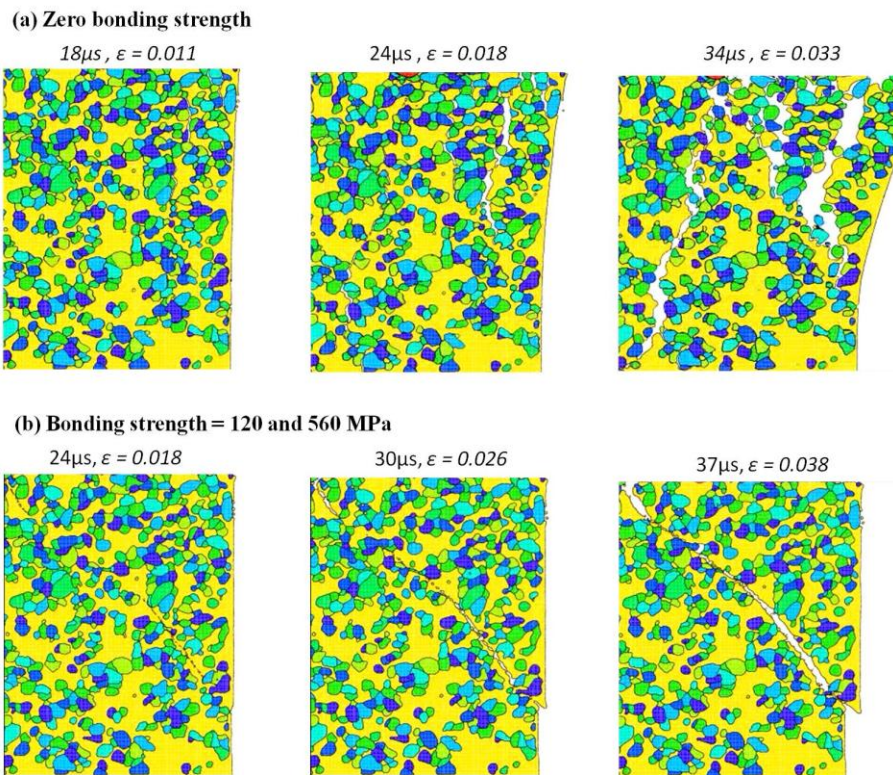 (a) Zero bonding strength
18μs , ε = 0.011
24μs , ε = 0.018
34μs , ε = 0.033
(b) Bonding strength = 120 and 560 MPa
24μs, ε = 0.018
30μs, ε = 0.026
37μs, ε = 0.038